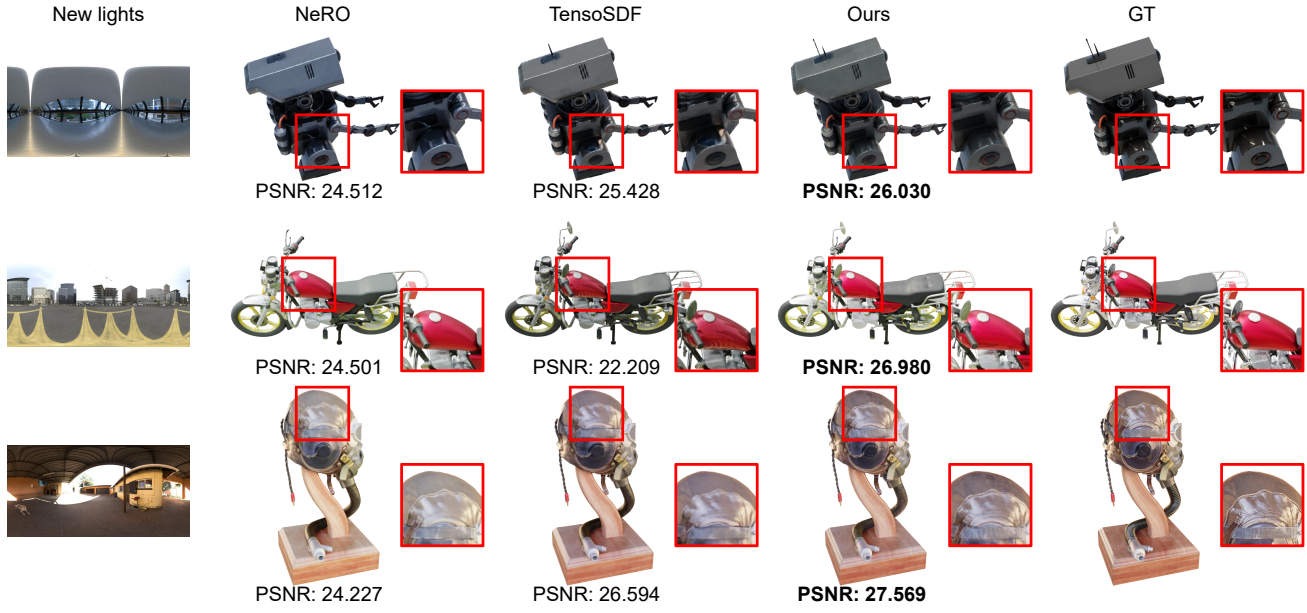 New lights NeRO TensoSDF Ours GT
PSNR: 24.512 PSNR: 25.428 PSNR: 26.030
PSNR: 24.501 PSNR: 22.209 PSNR: 26.980
PSNR: 24.227 PSNR: 26.594 PSNR: 27.569